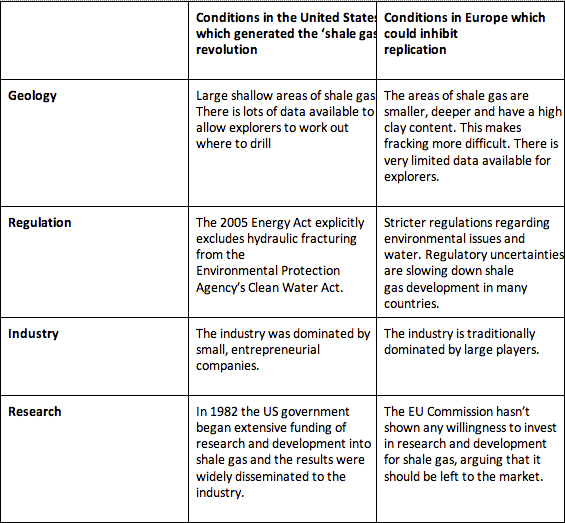 Conditions in the United States
which generated the ‘shale gas
revolution
Conditions in Europe which
could inhibit
replication
Geology
Large shallow areas of shale gas
There is lots of data available to
allow explorers to work out
where to drill
The areas of shale gas are
smaller, deeper and have a high
clay content. This makes
fracking more difficult. There is
very limited data available for
explorers.
Regulation
The 2005 Energy Act explicitly
excludes hydraulic fracturing
from the
Environmental Protection
Agency’s Clean Water Act.
Stricter regulations regarding
environmental issues and
water. Regulatory uncertainties
are slowing down shale
gas development in many
countries.
Industry
The industry was dominated by
small, entrepreneurial
companies.
The industry is traditionally
dominated by large players.
Research
In 1982 the US government
began extensive funding of
research and development into
shale gas and the results were
widely disseminated to the
industry.
The EU Commission hasn’t
shown any willingness to invest
in research and development
for shale gas, arguing that it
should be left to the market.